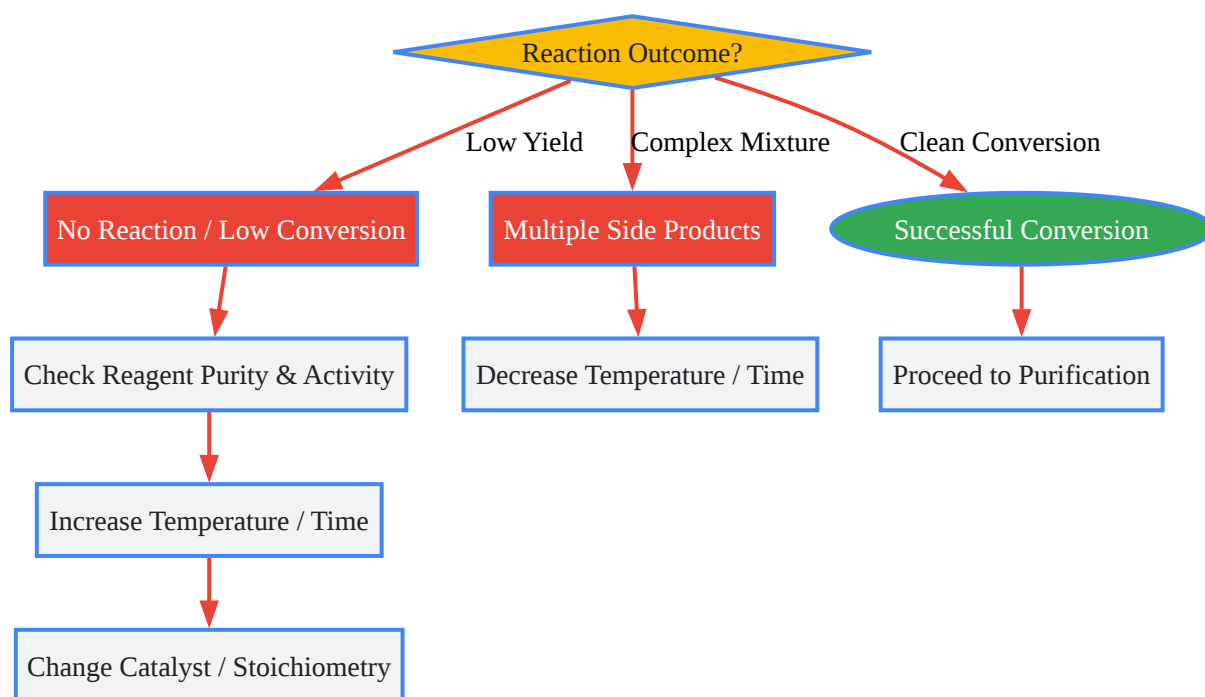 Reaction Outcome?
Low Yield
Complex Mixture
Clean Conversion
No Reaction / Low Conversion
Multiple Side Products
Successful Conversion
Check Reagent Purity & Activity
Decrease Temperature / Time
Proceed to Purification
Increase Temperature / Time
Change Catalyst / Stoichiometry